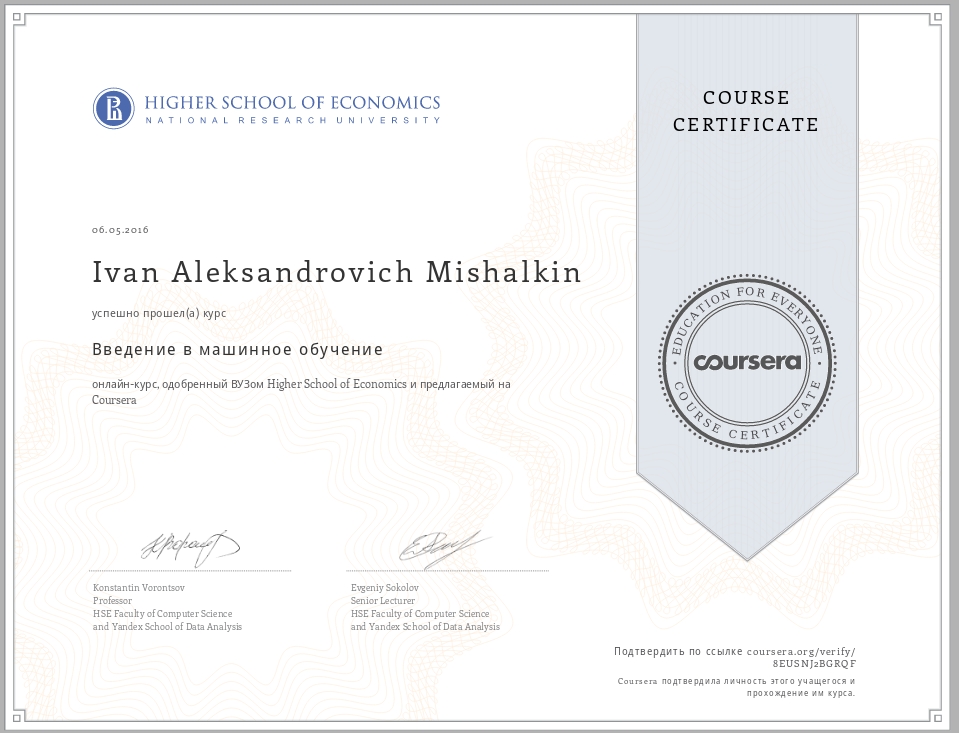 HIGHER SCHOOL OF ECONOMICS
NATIONAL RESEARCH UNIVERSITY
COURSE
CERTIFICATE
06.05.2016
Ivan Aleksandrovich Mishalkin
успешно прошел(а) курс
Введение в машинное обучение
онлайн-курс, одобренный ВУЗом Higher School of Economics и предлагаемый на
Coursera
EDUCATION FOR EVERYONE
coursera
COURSE CERTIFICATE
Konstantin Vorontsov
Professor
HSE Faculty of Computer Science
and Yandex School of Data Analysis
Evgeniy Sokolov
Senior Lecturer
HSE Faculty of Computer Science
and Yandex School of Data Analysis
Подтвердить по ссылке coursera.org/verify/
8EUSNJ2BGRQF
Coursera подтвердила личность этого учащегося и
прохождение им курса.